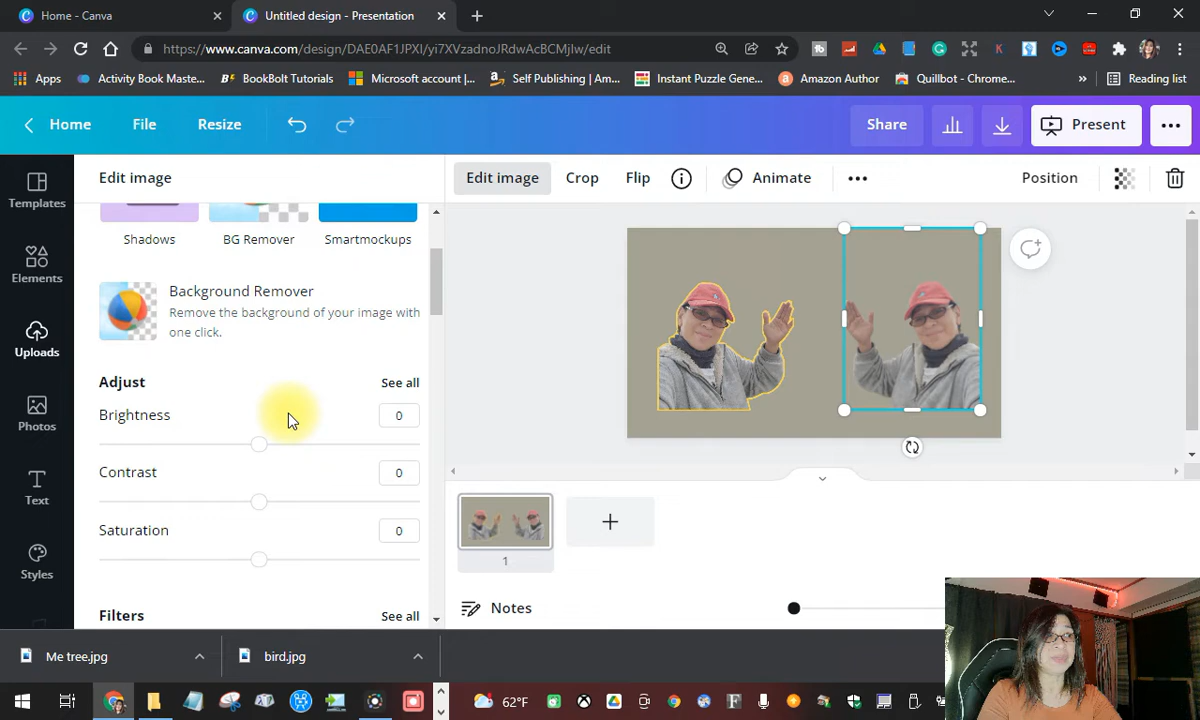 Home - Canva
Untitled design - Presentation
https://www.canva.com/design/DAE0AF1JPXI/yi7XVzadnoJRdwAcBCMjlw/edit
Apps
Activity Book Maste...
BookBolt Tutorials
Microsoft account |...
Self Publishing | Am...
Instant Puzzle Gene...
Amazon Author
Quillbot - Chrome...
Reading list
Home
File
Resize
Share
Present
Edit image
Edit image
Crop
Flip
Animate
Position
Templates
Elements
Uploads
Photos
Text
Styles
Shadows
BG Remover
Smartmockups
Background Remover
Remove the background of your image with
one click.
Adjust
See all
Brightness
0
Contrast
0
Saturation
0
Filters
See all
1
Notes
Me tree.jpg
bird.jpg
62°F